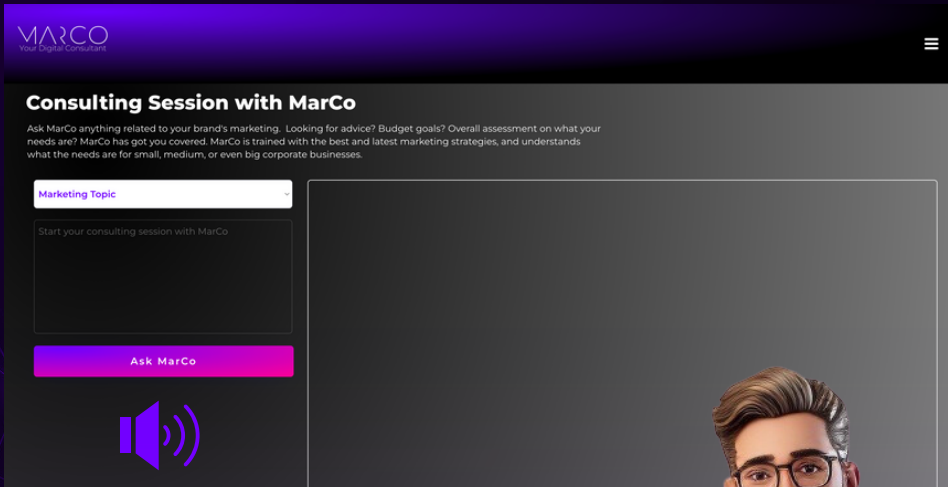 MARCO
Your Digital Consultant
Consulting Session with MarCo
Ask MarCo anything related to your brand's marketing.  Looking for advice? Budget goals? Overall assessment on what your
needs are? MarCo has got you covered. MarCo is trained with the best and latest marketing strategies, and understands
what the needs are for small, medium, or even big corporate businesses.
Marketing Topic
Start your consulting session with MarCo
Ask MarCo